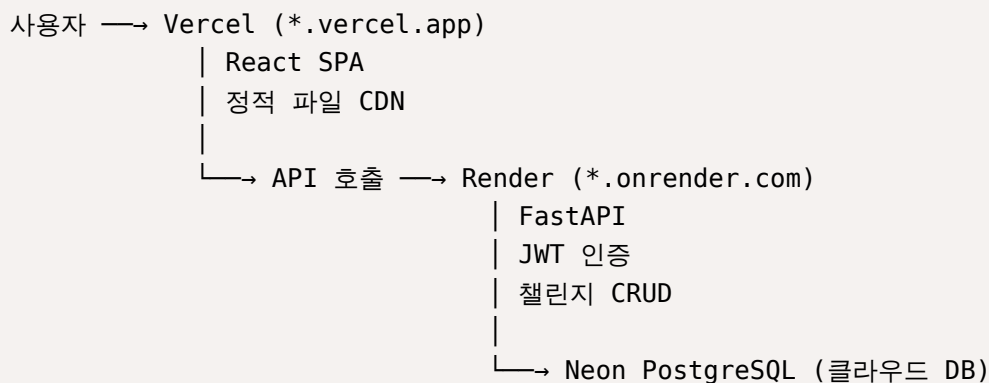 사용자 ──→ Vercel (*.vercel.app)
│ React SPA
│ 정적 파일 CDN
│
└──→ API 호출 ──→ Render (*.onrender.com)
│ FastAPI
│ JWT 인증
│ 챌린지 CRUD
│
└──→ Neon PostgreSQL (클라우드 DB)